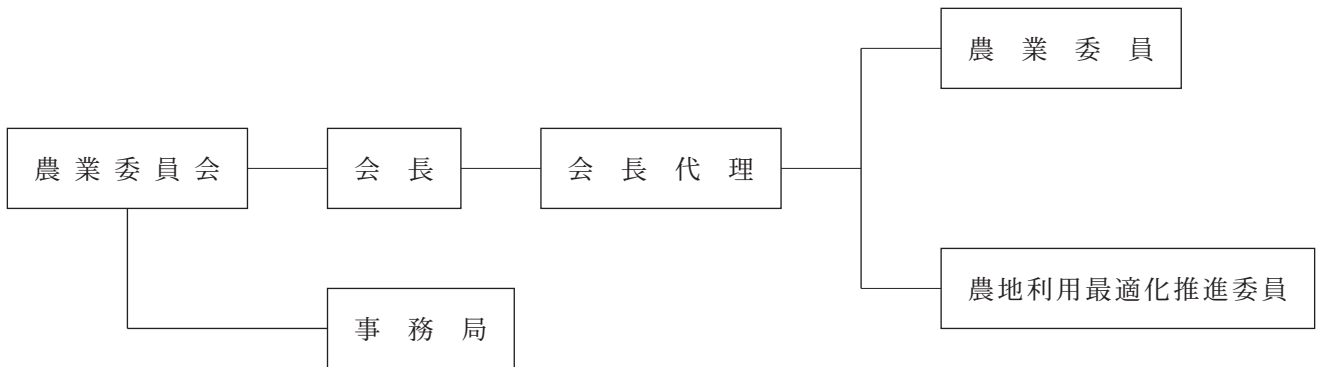 農業委員
農業委員会
会長
会長代理
農地利用最適化推進委員
事務局